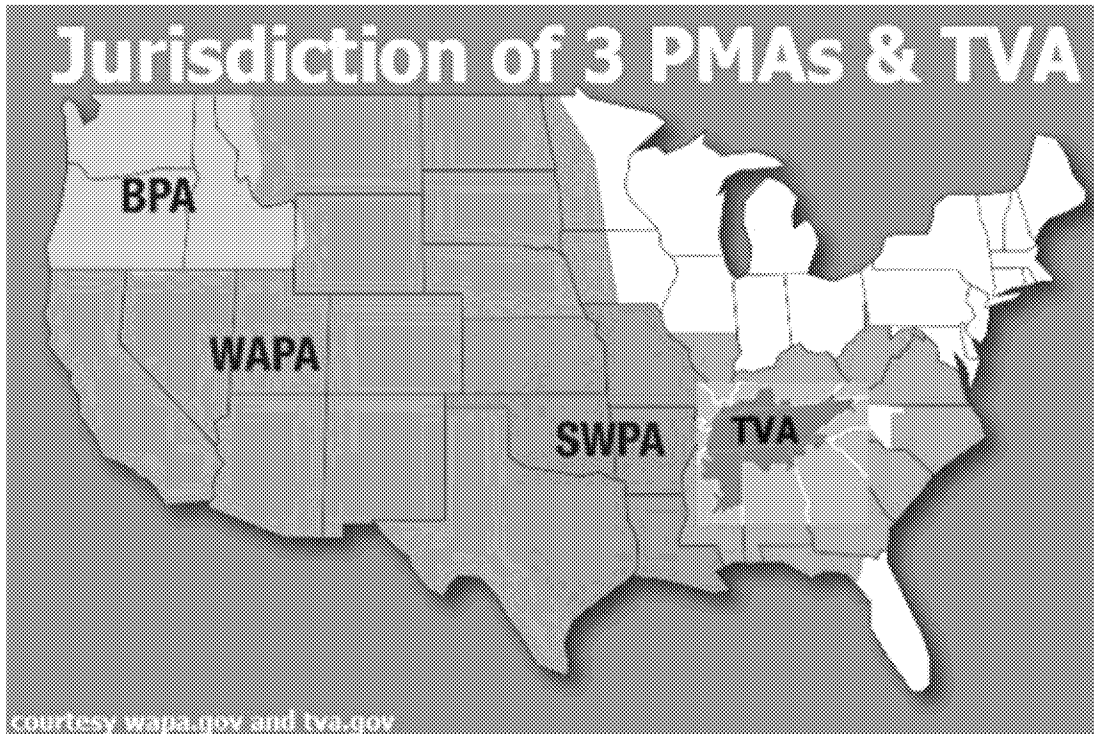 Jurisdiction of 3 PMAs & TVA
BPA
WAPA
SWPA
TVA
courtesy wapa.gov and tva.gov